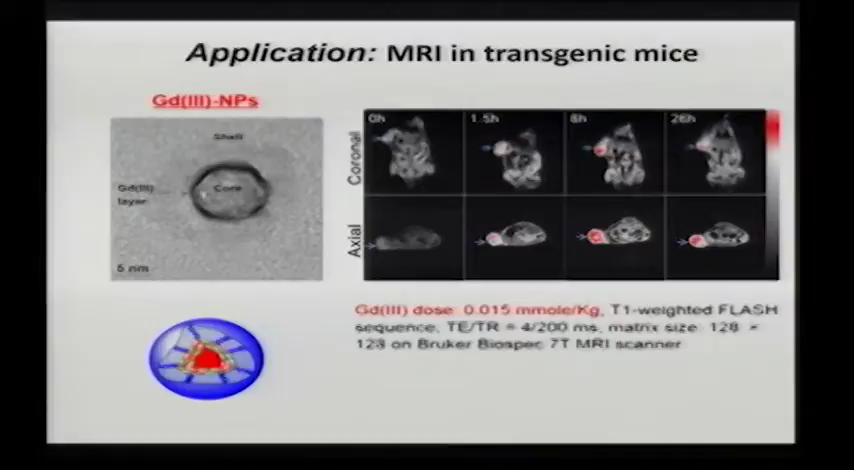 Application: MRI in transgenic mice
Gd(III)-NPs
Shell
Core
Gd(III)
layer
5 nm
0h
1.5h
8h
26h
Coronal
Axial
Gd(III) dose: 0.015 mmole/Kg, T1-weighted FLASH
sequence, TE/TR = 4/200 ms, matrix size: 128 ×
128 on Bruker Biospec 7T MRI scanner